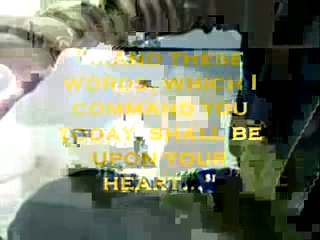 "...AND THESE
WORDS, WHICH I
COMMAND YOU
TODAY, SHALL BE
UPON YOUR
HEART..."